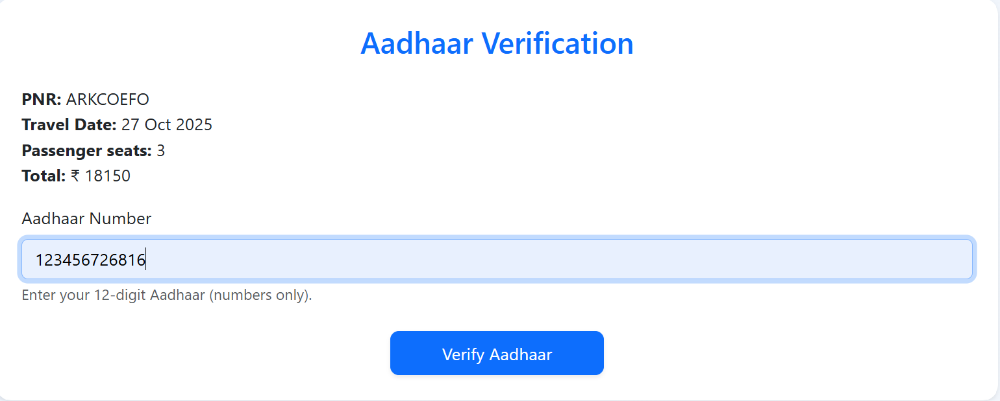 Aadhaar Verification
PNR: ARKCOEFO
Travel Date: 27 Oct 2025
Passenger seats: 3
Total: ₹ 18150
Aadhaar Number
123456726816
Enter your 12-digit Aadhaar (numbers only).
Verify Aadhaar